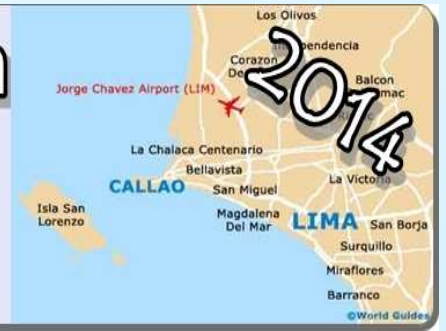 Los Olivos
Corazon
Jorge Chavez Airport (LIM)
2014
Balcon
La Chalaca Centenario
Bellavista
CALLAO
San Miguel
La Victoria
Isla San
Lorenzo
Magdalena
Del Mar
LIMA
San Borja
Surquillo
Miraflores
Barranco
©World Guides